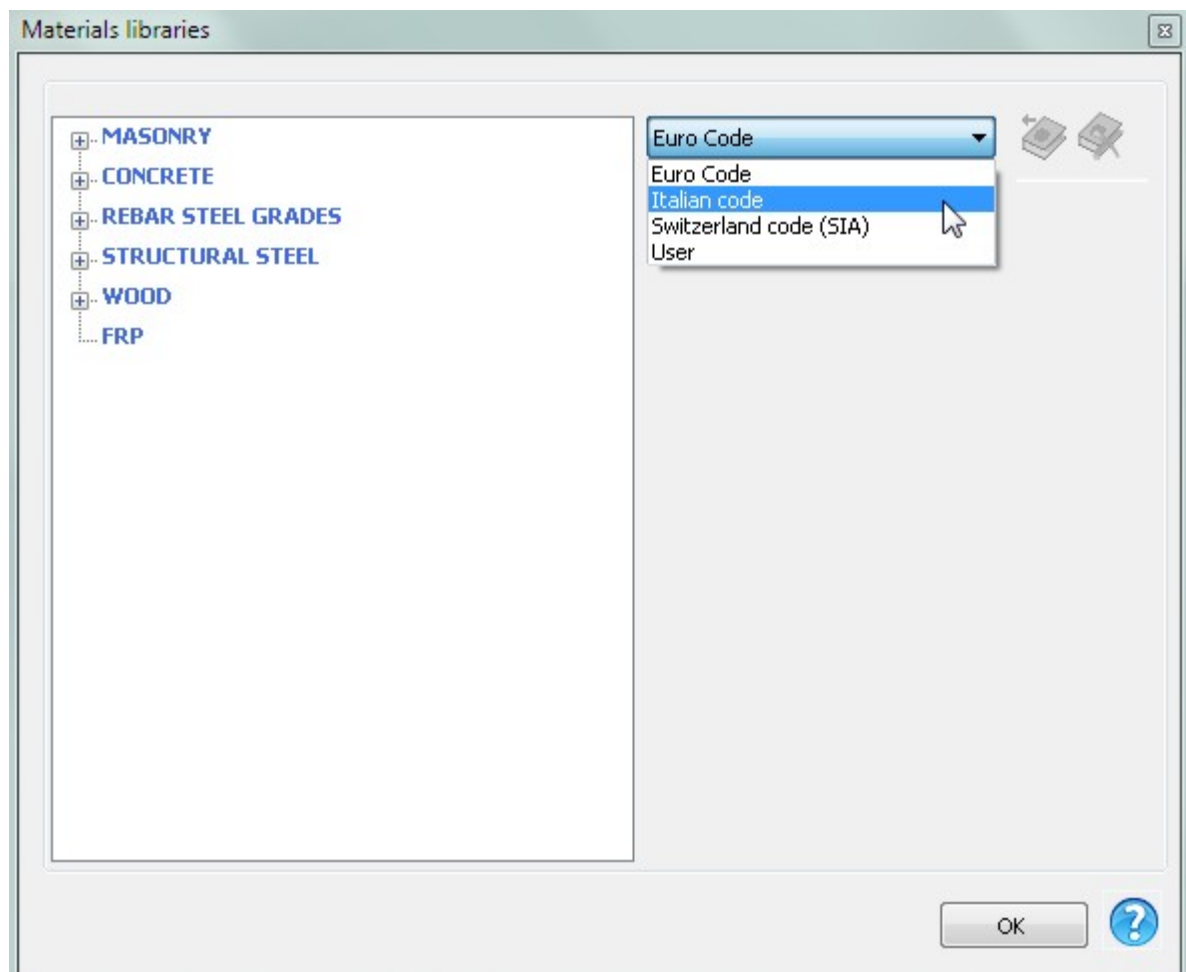 Materials libraries
MASONRY
CONCRETE
REBAR STEEL GRADES
STRUCTURAL STEEL
WOOD
FRP
Euro Code
Euro Code
Italian code
Switzerland code (SIA)
User
OK
?